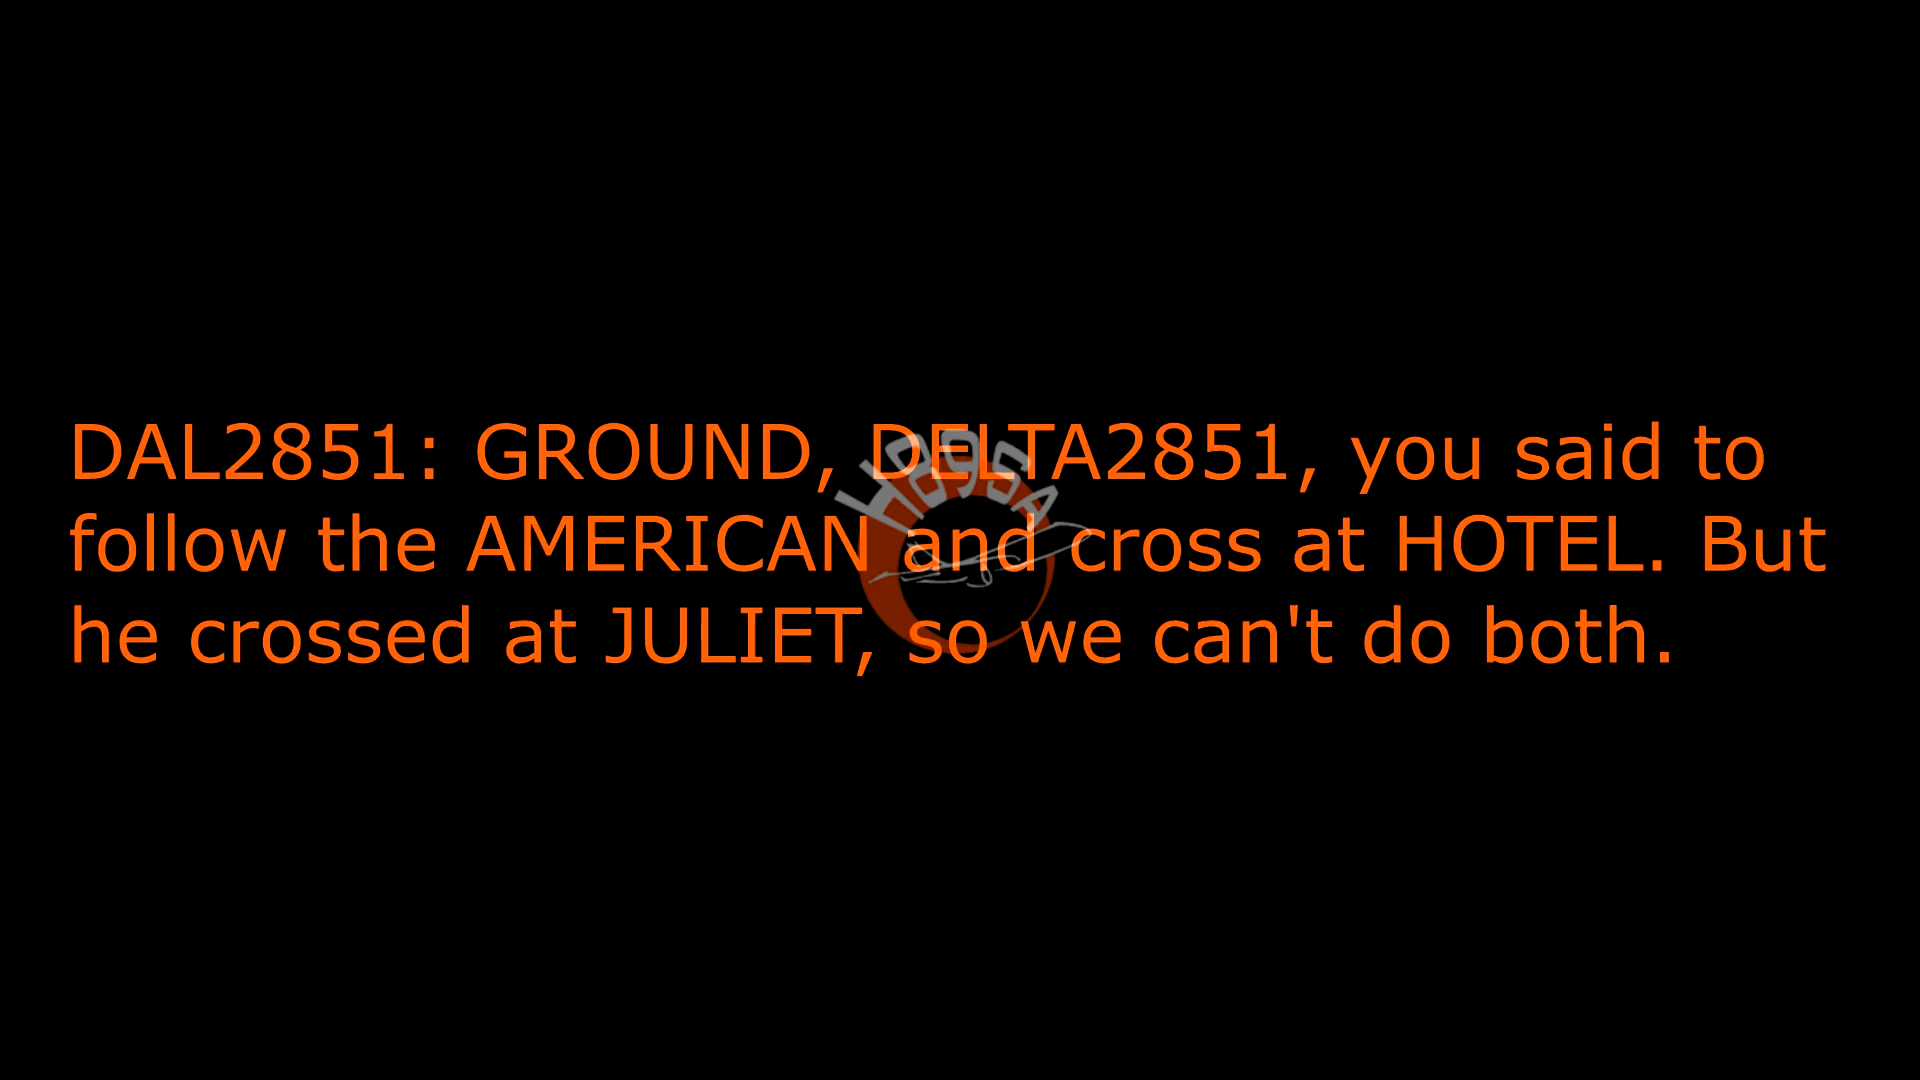 DAL2851: GROUND, DELTA2851, you said to
follow the AMERICAN and cross at HOTEL. But
he crossed at JULIET, so we can't do both.
H89SA